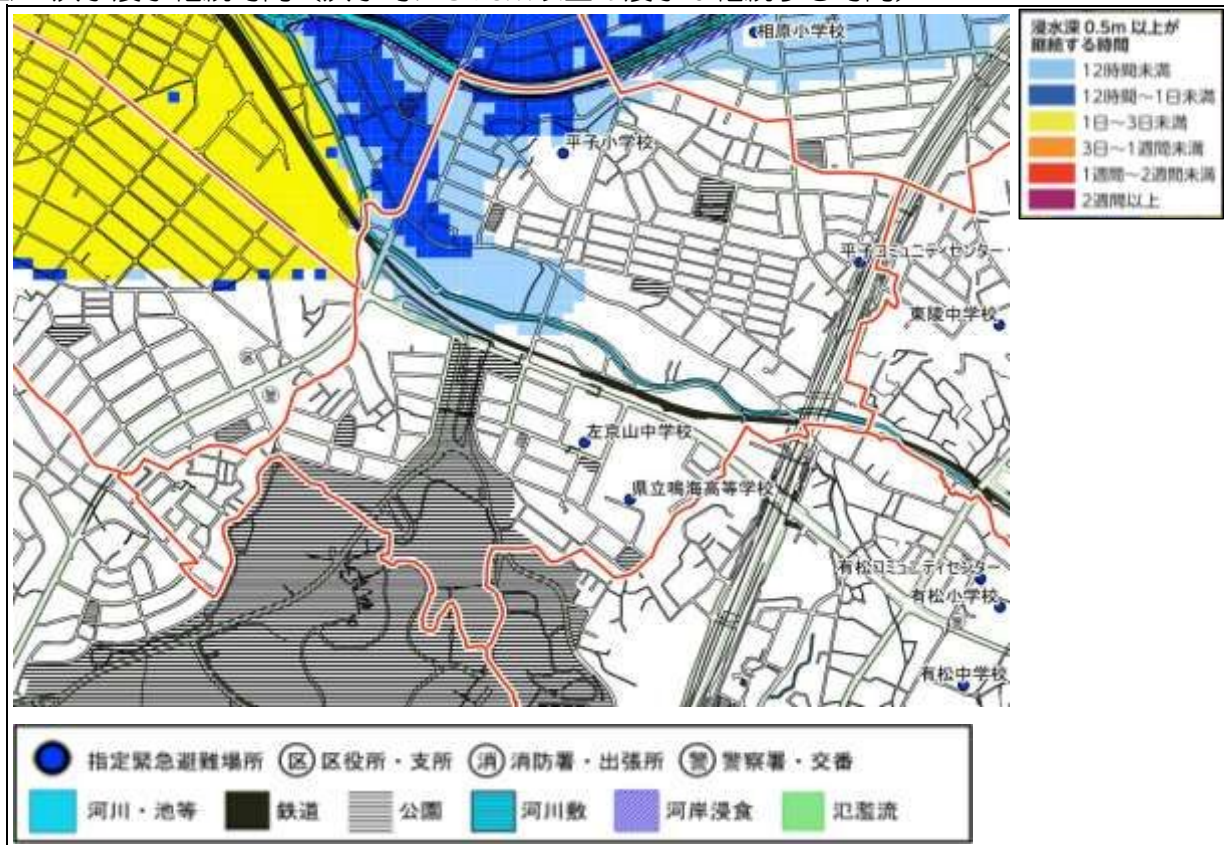 浸水深 0.5m 以上が
継続する時間
12時間未満
12時間～1日未満
1日～3日未満
3日～1週間未満
1週間～2週間未満
2週間以上
相原小学校
平子小学校
平子コミュニティセンター
東陵中学校
区
警
左京山中学校
県立鳴海高等学校
有松コミュニティセンター
有松小学校
有松中学校
指定緊急避難場所 区 区役所・支所 消 消防署・出張所 警 警察署・交番
河川・池等 鉄道 公園 河川敷 河岸浸食 氾濫流